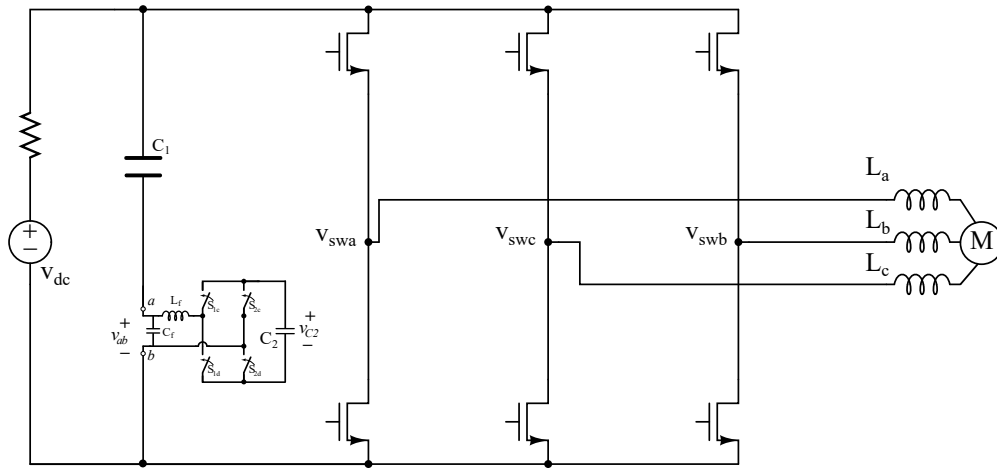 C1
La
vswa
vswc
vswb
Lb
M
+
−
vdc
Lc
a
Lf
S1c
S2c
+
vab
−
Cf
C2
+
vC2
−
b
S1d
S2d